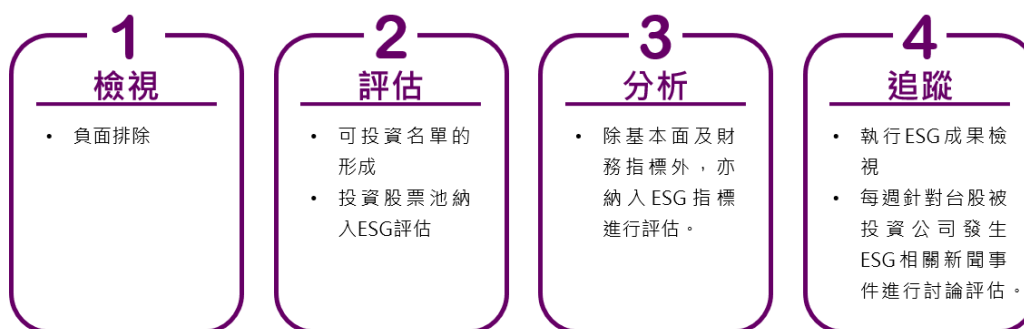 1
檢視
• 負面排除
2
評估
• 可投資名單的
形成
• 投資股票池納
入ESG評估
3
分析
• 除基本面及財
務指標外，亦
納入ESG指標
進行評估。
4
追蹤
• 執行ESG成果檢
視
• 每週針對台股被
投資公司發生
ESG相關新聞事
件進行討論評估。